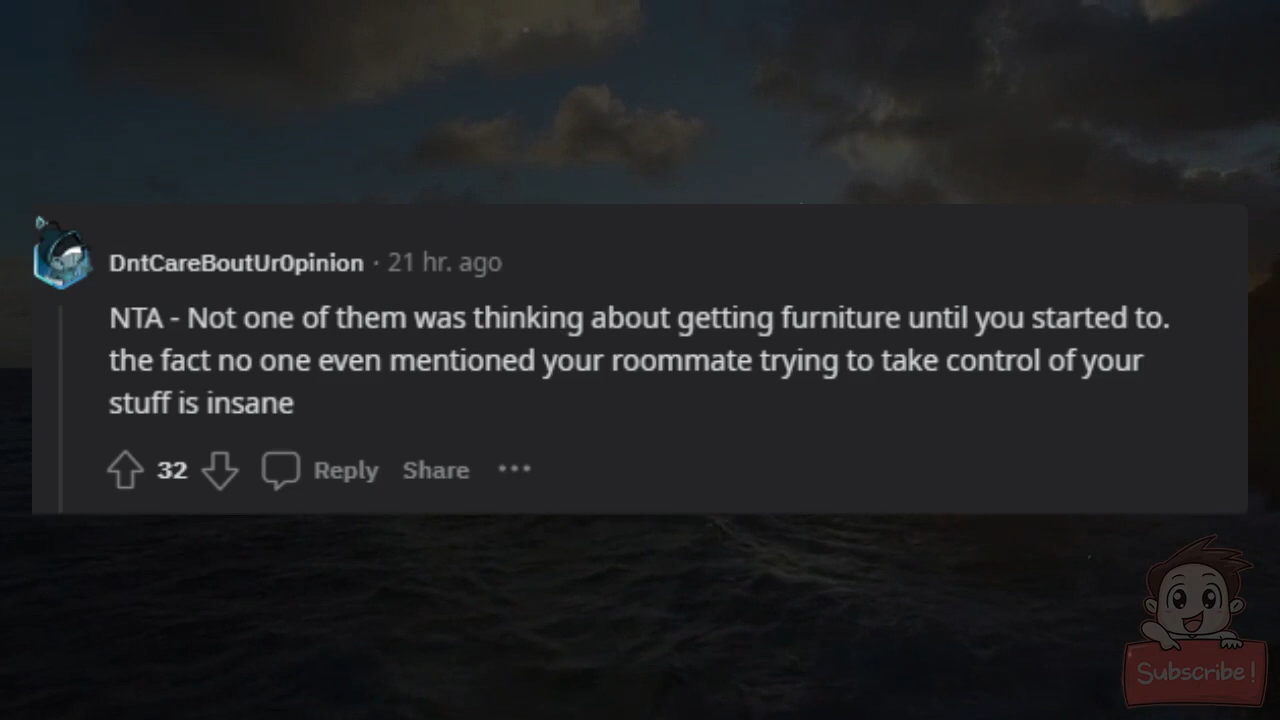 DntCareBoutUrOpinion · 21 hr. ago
NTA - Not one of them was thinking about getting furniture until you started to.
the fact no one even mentioned your roommate trying to take control of your
stuff is insane
32 Reply Share ···
Subscribe!